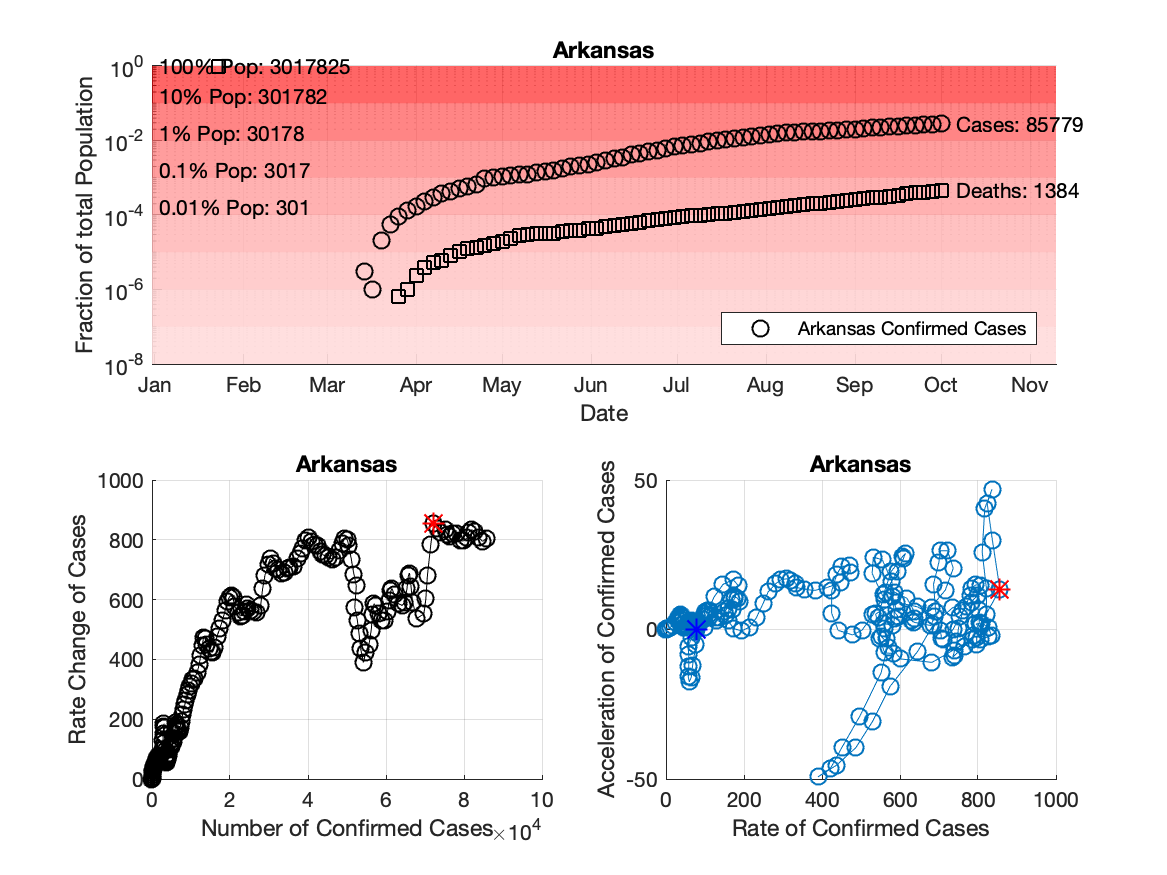 Arkansas
10^0
10^-2
10^-4
10^-6
10^-8
Fraction of total Population
100% Pop: 3017825
10% Pop: 301782
1% Pop: 30178
0.1% Pop: 3017
0.01% Pop: 301
Cases: 85779
Deaths: 1384
Arkansas Confirmed Cases
Jan Feb Mar Apr May Jun Jul Aug Sep Oct Nov
Date
Arkansas
1000
800
600
400
200
0
Rate Change of Cases
0 2 4 6 8 10
Number of Confirmed Cases
×10^4
Arkansas
50
0
-50
Acceleration of Confirmed Cases
0 200 400 600 800 1000
Rate of Confirmed Cases